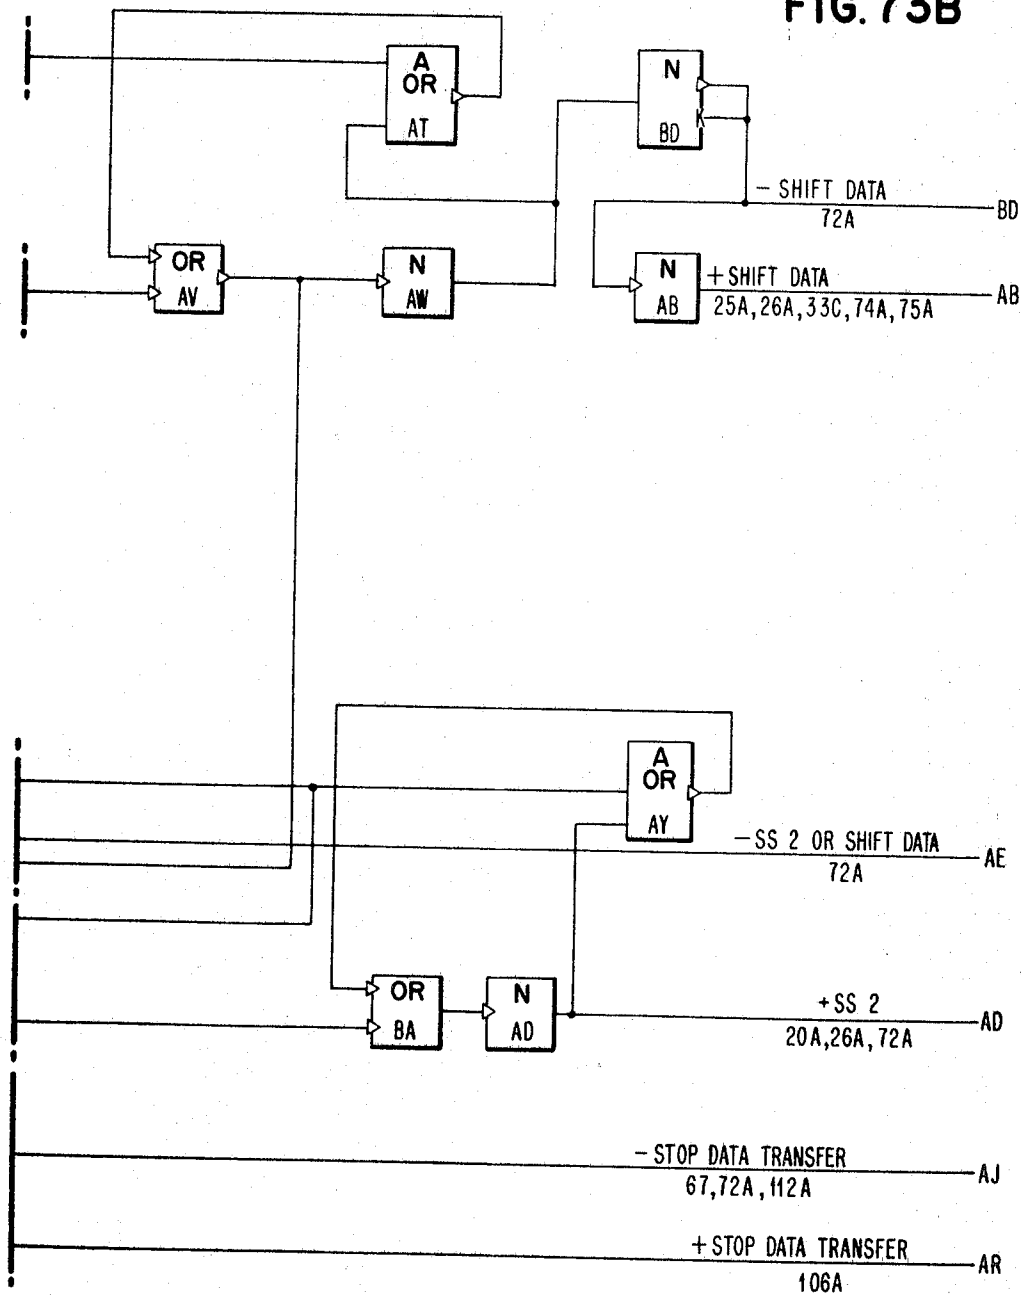 FIG. 73B
A
OR
AT
N
BD
— SHIFT DATA
72A
BD
OR
AV
N
AW
N
AB
+ SHIFT DATA
25A, 26A, 33C, 74A, 75A
AB
A
OR
AY
— SS 2 OR SHIFT DATA
72A
AE
OR
BA
N
AD
+ SS 2
20A, 26A, 72A
AD
— STOP DATA TRANSFER
67, 72A, 112A
AJ
+ STOP DATA TRANSFER
106A
AR